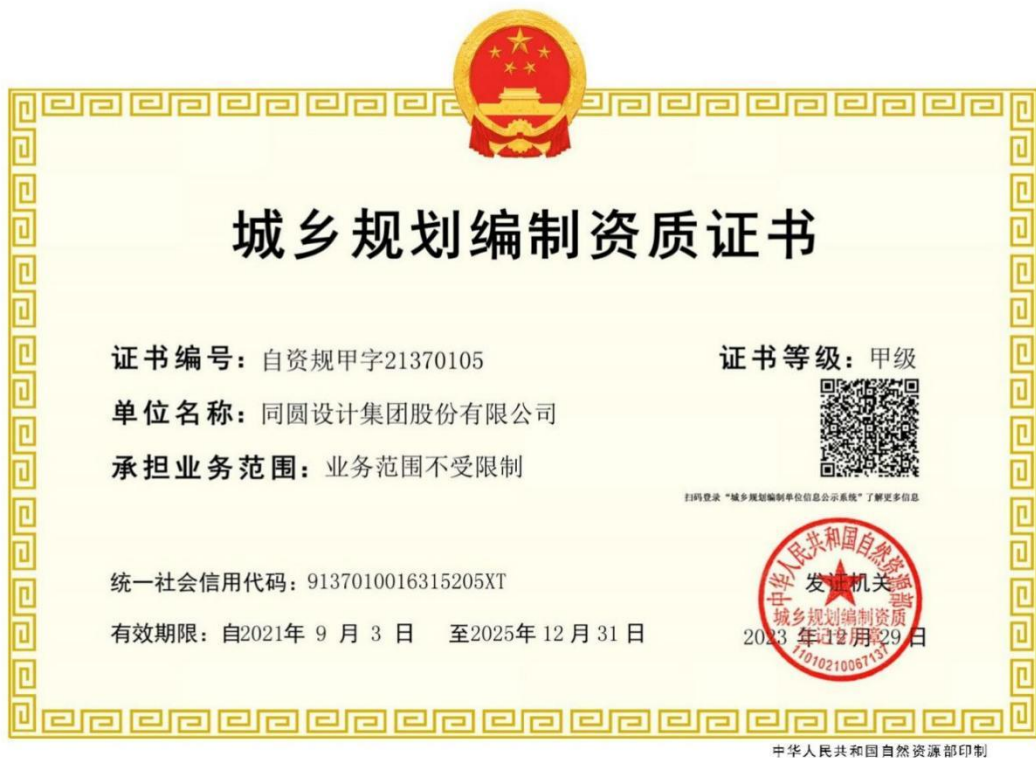 城乡规划编制资质证书
证书编号：自资规甲字21370105
证书等级：甲级
单位名称：同圆设计集团股份有限公司
承担业务范围：业务范围不受限制
扫码登录“城乡规划编制单位信息公示系统”了解更多信息
统一社会信用代码：9137010016315205XT
有效期限：自2021年 9 月 3 日 至2025年 12 月 31 日
中华人民共和国自然资源部
发证机关
城乡规划编制资质
登记专用章
2023 年 12 月 29 日
11010210067137
中华人民共和国自然资源部印制